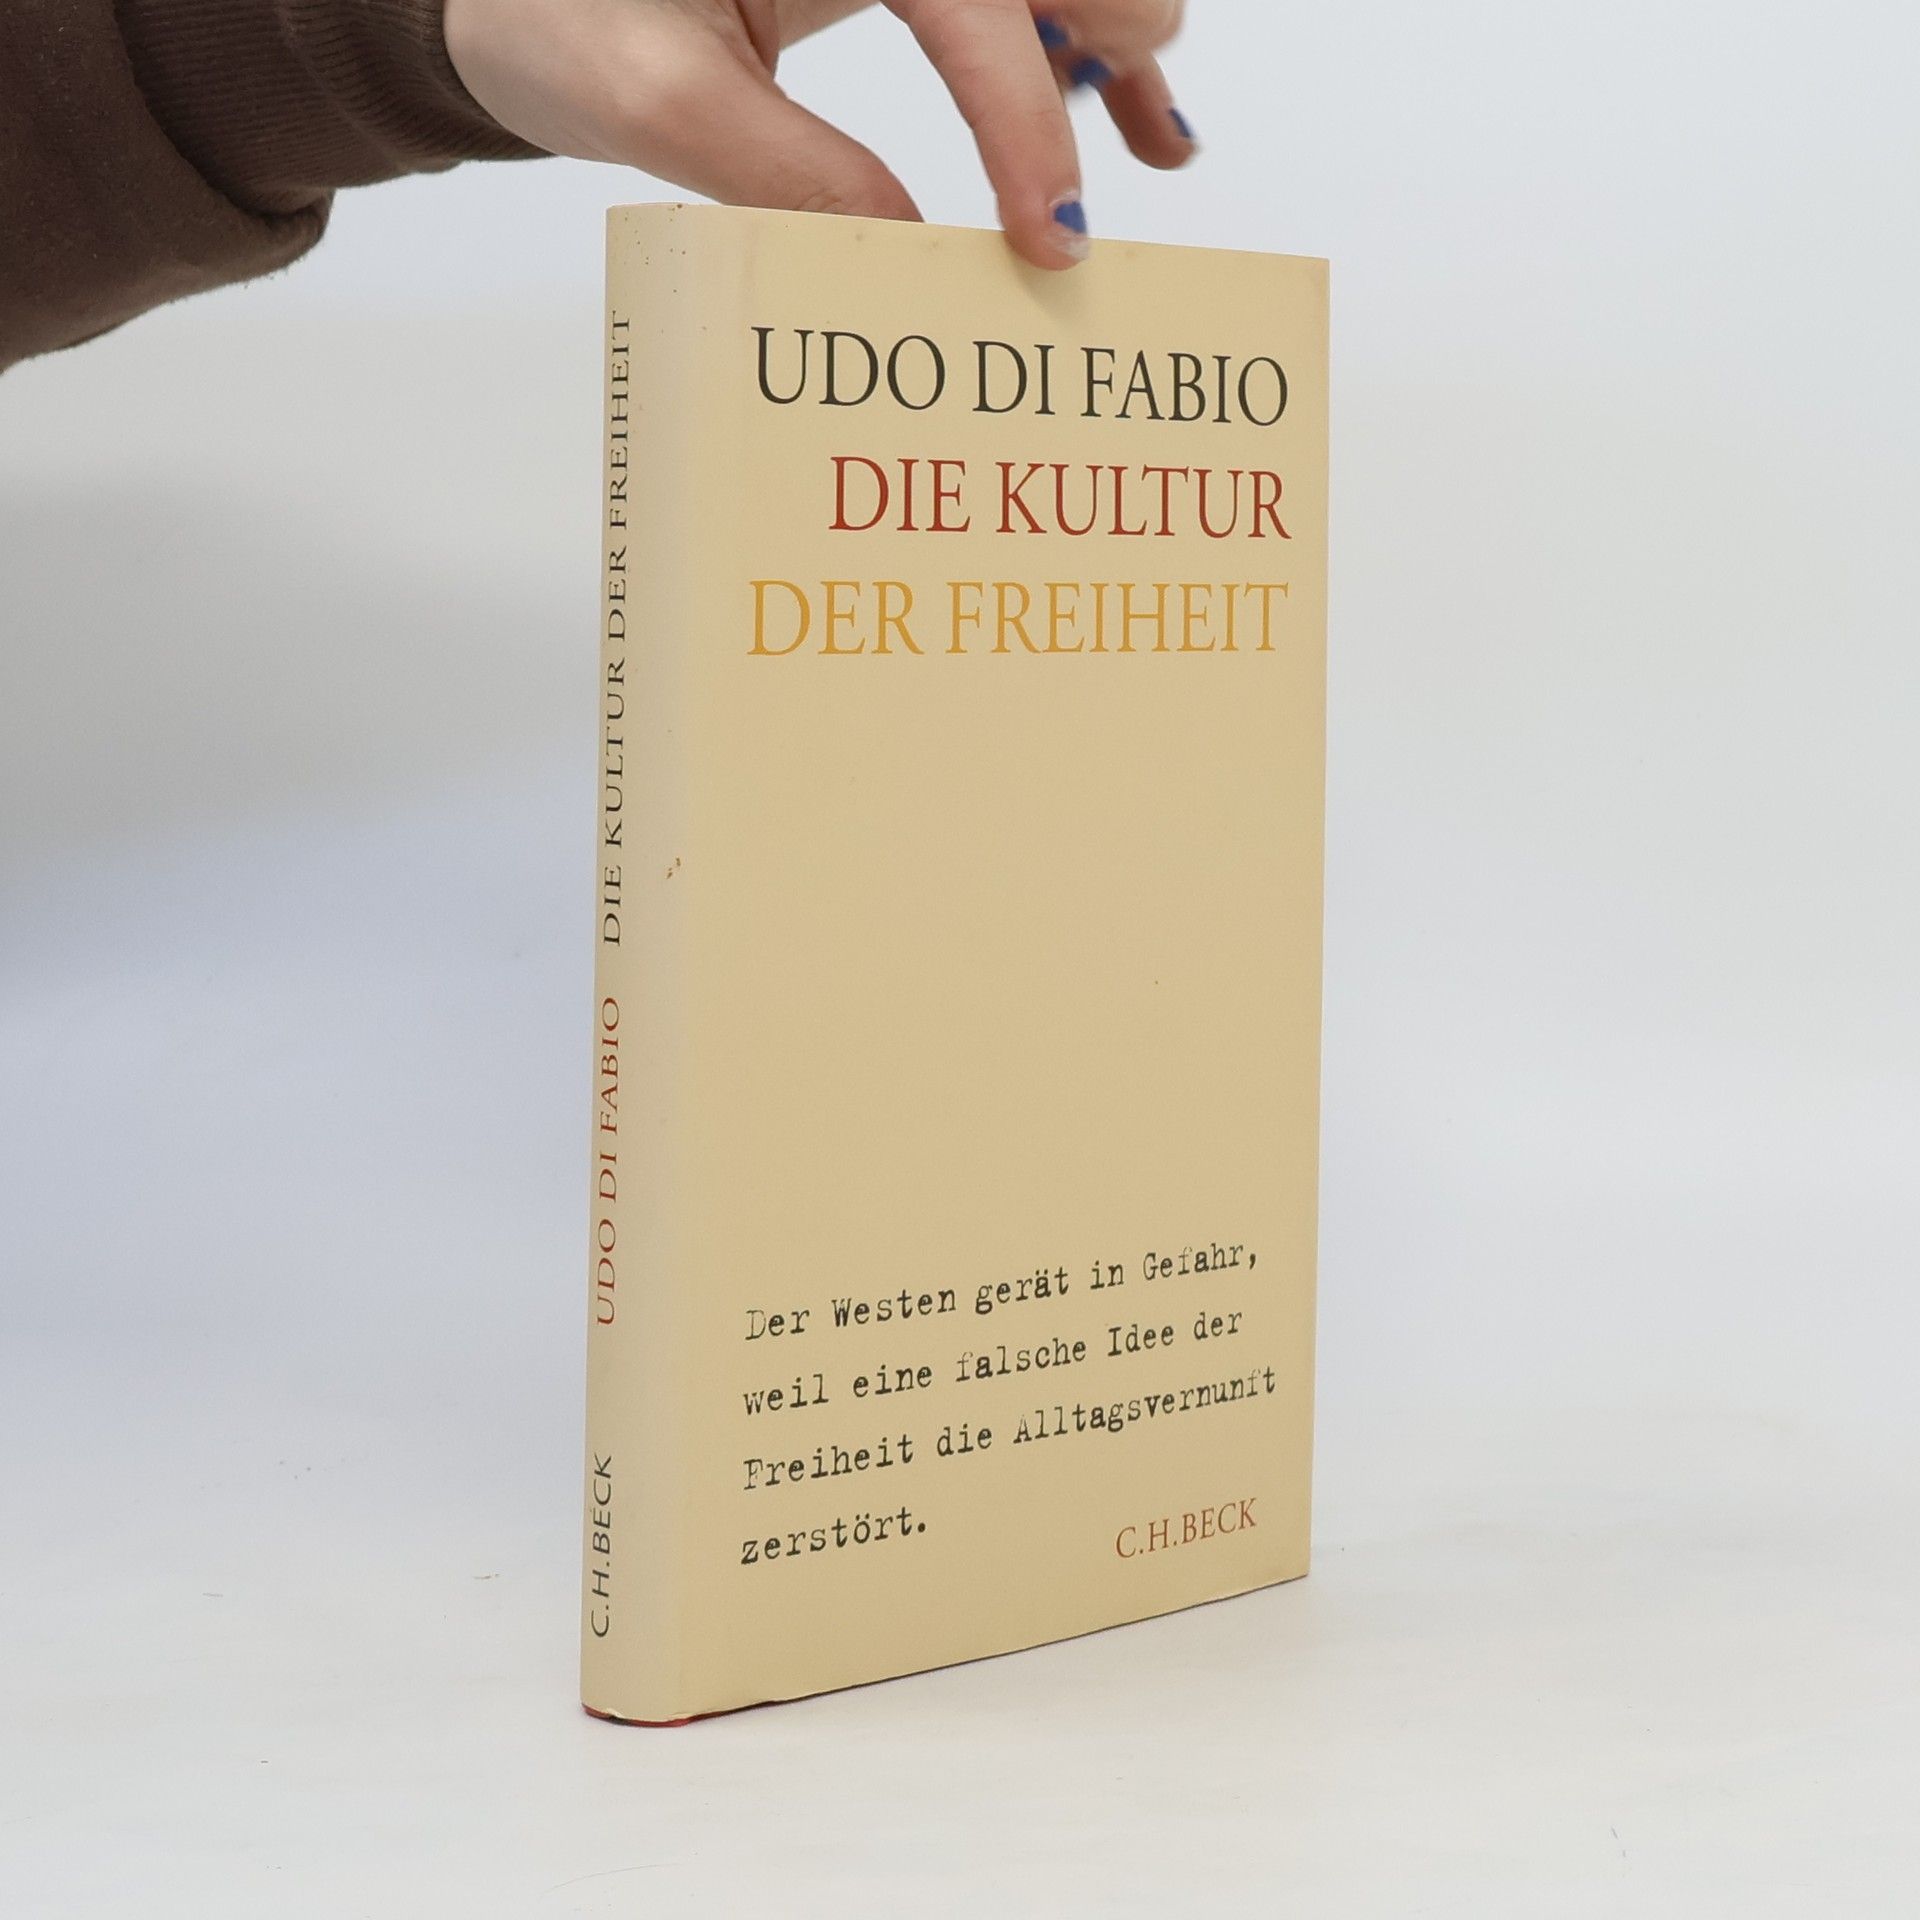 UDO DI FABIO
DIE KULTUR
DER FREIHEIT
Der Westen gerät in Gefahr,
weil eine falsche Idee der
Freiheit die Alltagsvernunft
zerstört.
C.H.BECK
C.H.BECK UDO DI FABIO DIE KULTUR DER FREIHEIT